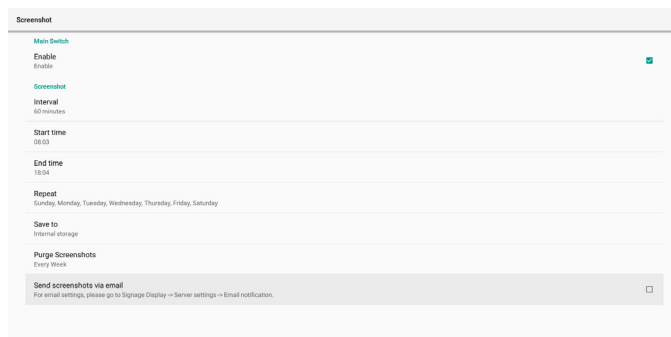 Screenshot
Main Switch
Enable
Enable
Screenshot
Interval
60 minutes
Start time
08:03
End time
18:04
Repeat
Sunday, Monday, Tuesday, Wednesday, Thursday, Friday, Saturday
Save to
Internal storage
Purge Screenshots
Every Week
Send screenshots via email
For email settings, please go to Signage Display -> Server settings -> Email notification.